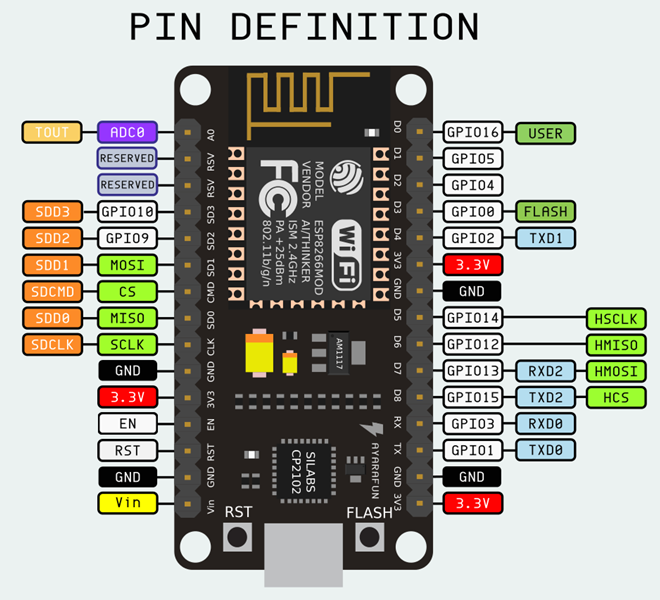 PIN DEFINITION
TOUT ADC0 A0
RESERVED RSV
RESERVED RSV
SDD3 GPIO10 SD3
SDD2 GPIO9 SD2
SDD1 MOSI SD1
SDCMD CS CMD
SDD0 MISO SD0
SDCLK SCLK CLK
GND GND
3.3V 3V3
EN EN
RST RST
GND GND
Vin Vin
D0 GPIO16 USER
D1 GPIO5
D2 GPIO4
D3 GPIO0 FLASH
D4 GPIO2 TXD1
3V3 3.3V
GND GND
D5 GPIO14 HSCLK
D6 GPIO12 HMISO
D7 GPIO13 RXD2 HMOSI
D8 GPIO15 TXD2 HCS
RX GPIO3 RXD0
TX GPIO1 TXD0
GND GND
3V3 3.3V
MODEL ESP8266MOD
VENDOR AI/THINKER
ISM 2.4GHz
PA +25dBm
802.11b/g/n
FC
Wi Fi
AM1117
SILABS
CP2102
AYARAFUN
RST
FLASH